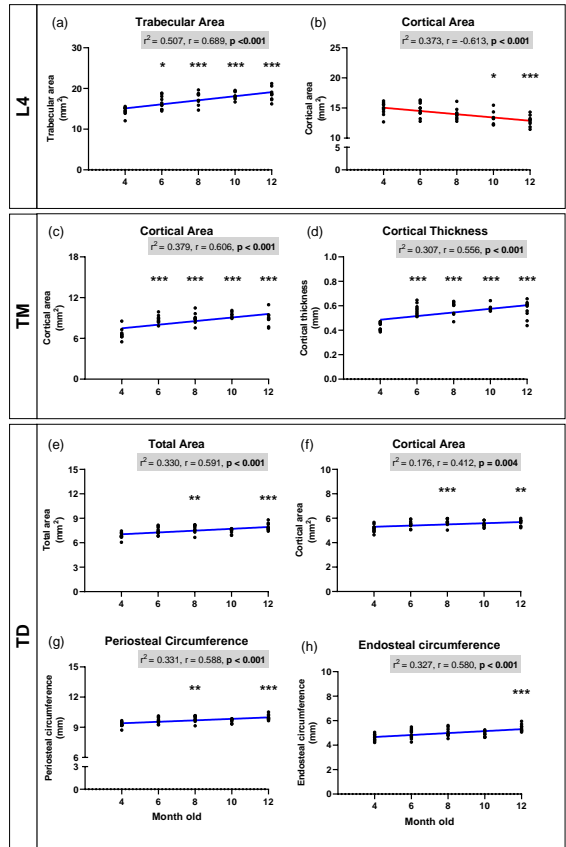 L4
(a)
Trabecular Area
r² = 0.507, r = 0.689, p <0.001
* *** *** ***
Trabecular area
(mm²)
30
20
10
0
4 6 8 10 12
(b)
Cortical Area
r² = 0.373, r = -0.613, p < 0.001
* ***
Cortical area
(mm²)
25
20
15
10
5
0
4 6 8 10 12
TM
(c)
Cortical Area
r² = 0.379, r = 0.606, p < 0.001
*** *** *** ***
Cortical area
(mm²)
18
12
6
0
4 6 8 10 12
(d)
Cortical Thickness
r² = 0.307, r = 0.556, p < 0.001
*** *** *** ***
Cortical thickness
(mm)
1.0
0.8
0.6
0.4
0.2
0.0
4 6 8 10 12
TD
(e)
Total Area
r² = 0.330, r = 0.591, p < 0.001
** ***
Total area
(mm²)
15
12
9
6
3
0
4 6 8 10 12
(f)
Cortical Area
r² = 0.176, r = 0.412, p = 0.004
*** **
Cortical area
(mm²)
10
8
6
4
2
0
4 6 8 10 12
(g)
Periosteal Circumference
r² = 0.331, r = 0.588, p < 0.001
** ***
Periosteal circumference
(mm)
15
12
9
6
3
0
4 6 8 10 12
Month old
(h)
Endosteal circumference
r² = 0.327, r = 0.580, p < 0.001
***
Endosteal circumference
(mm)
10
8
6
4
2
0
4 6 8 10 12
Month old